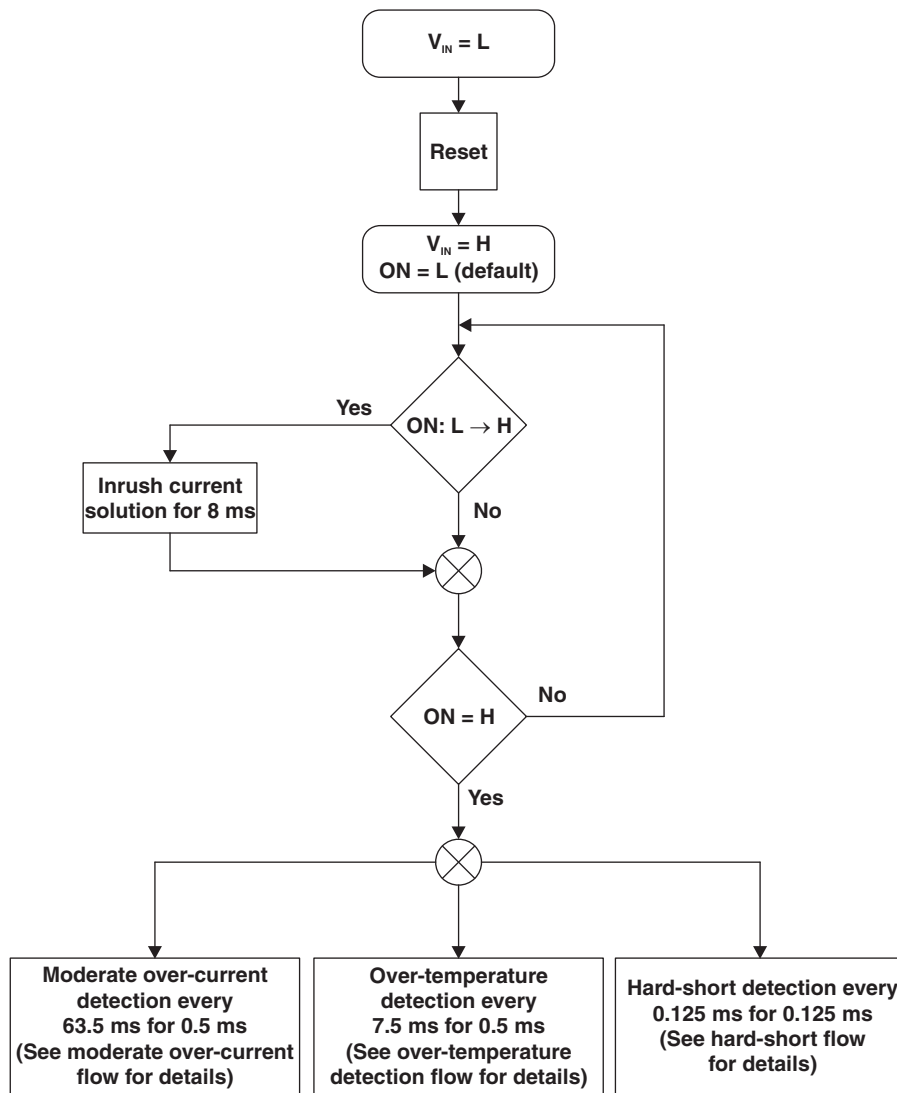 V_IN = L
Reset
V_IN = H
ON = L (default)
Yes
ON: L → H
Inrush current
solution for 8 ms
No
No
ON = H
Yes
Moderate over-current
detection every
63.5 ms for 0.5 ms
(See moderate over-current
flow for details)
Over-temperature
detection every
7.5 ms for 0.5 ms
(See over-temperature
detection flow for details)
Hard-short detection every
0.125 ms for 0.125 ms
(See hard-short flow
for details)